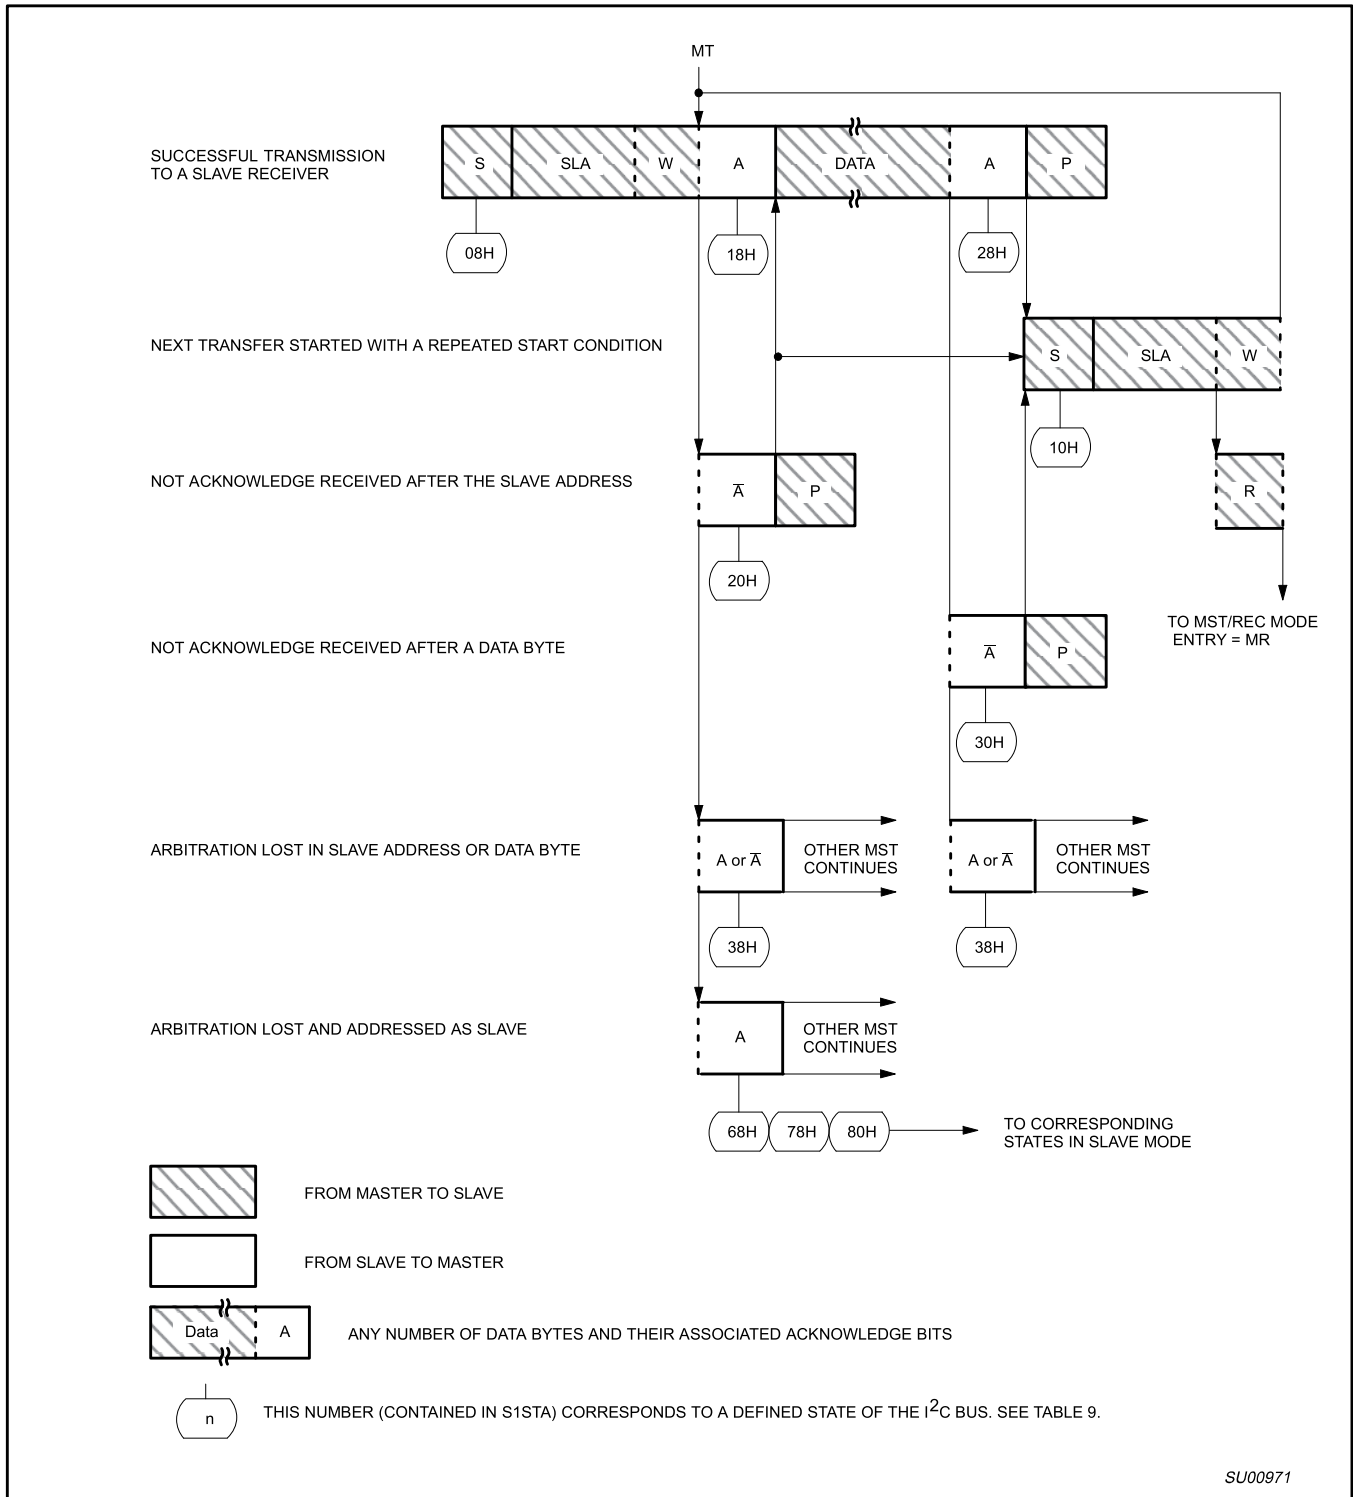 MT
SUCCESSFUL TRANSMISSION
TO A SLAVE RECEIVER
S SLA W A DATA A P
08H 18H 28H
NEXT TRANSFER STARTED WITH A REPEATED START CONDITION
S SLA W
10H
NOT ACKNOWLEDGE RECEIVED AFTER THE SLAVE ADDRESS
A̅ P R
20H
TO MST/REC MODE
ENTRY = MR
NOT ACKNOWLEDGE RECEIVED AFTER A DATA BYTE
A̅ P
30H
ARBITRATION LOST IN SLAVE ADDRESS OR DATA BYTE
A or A̅
OTHER MST
CONTINUES
A or A̅
OTHER MST
CONTINUES
38H 38H
ARBITRATION LOST AND ADDRESSED AS SLAVE
A
OTHER MST
CONTINUES
68H 78H 80H
TO CORRESPONDING
STATES IN SLAVE MODE
FROM MASTER TO SLAVE
FROM SLAVE TO MASTER
Data A ANY NUMBER OF DATA BYTES AND THEIR ASSOCIATED ACKNOWLEDGE BITS
n THIS NUMBER (CONTAINED IN S1STA) CORRESPONDS TO A DEFINED STATE OF THE I²C BUS. SEE TABLE 9.
SU00971